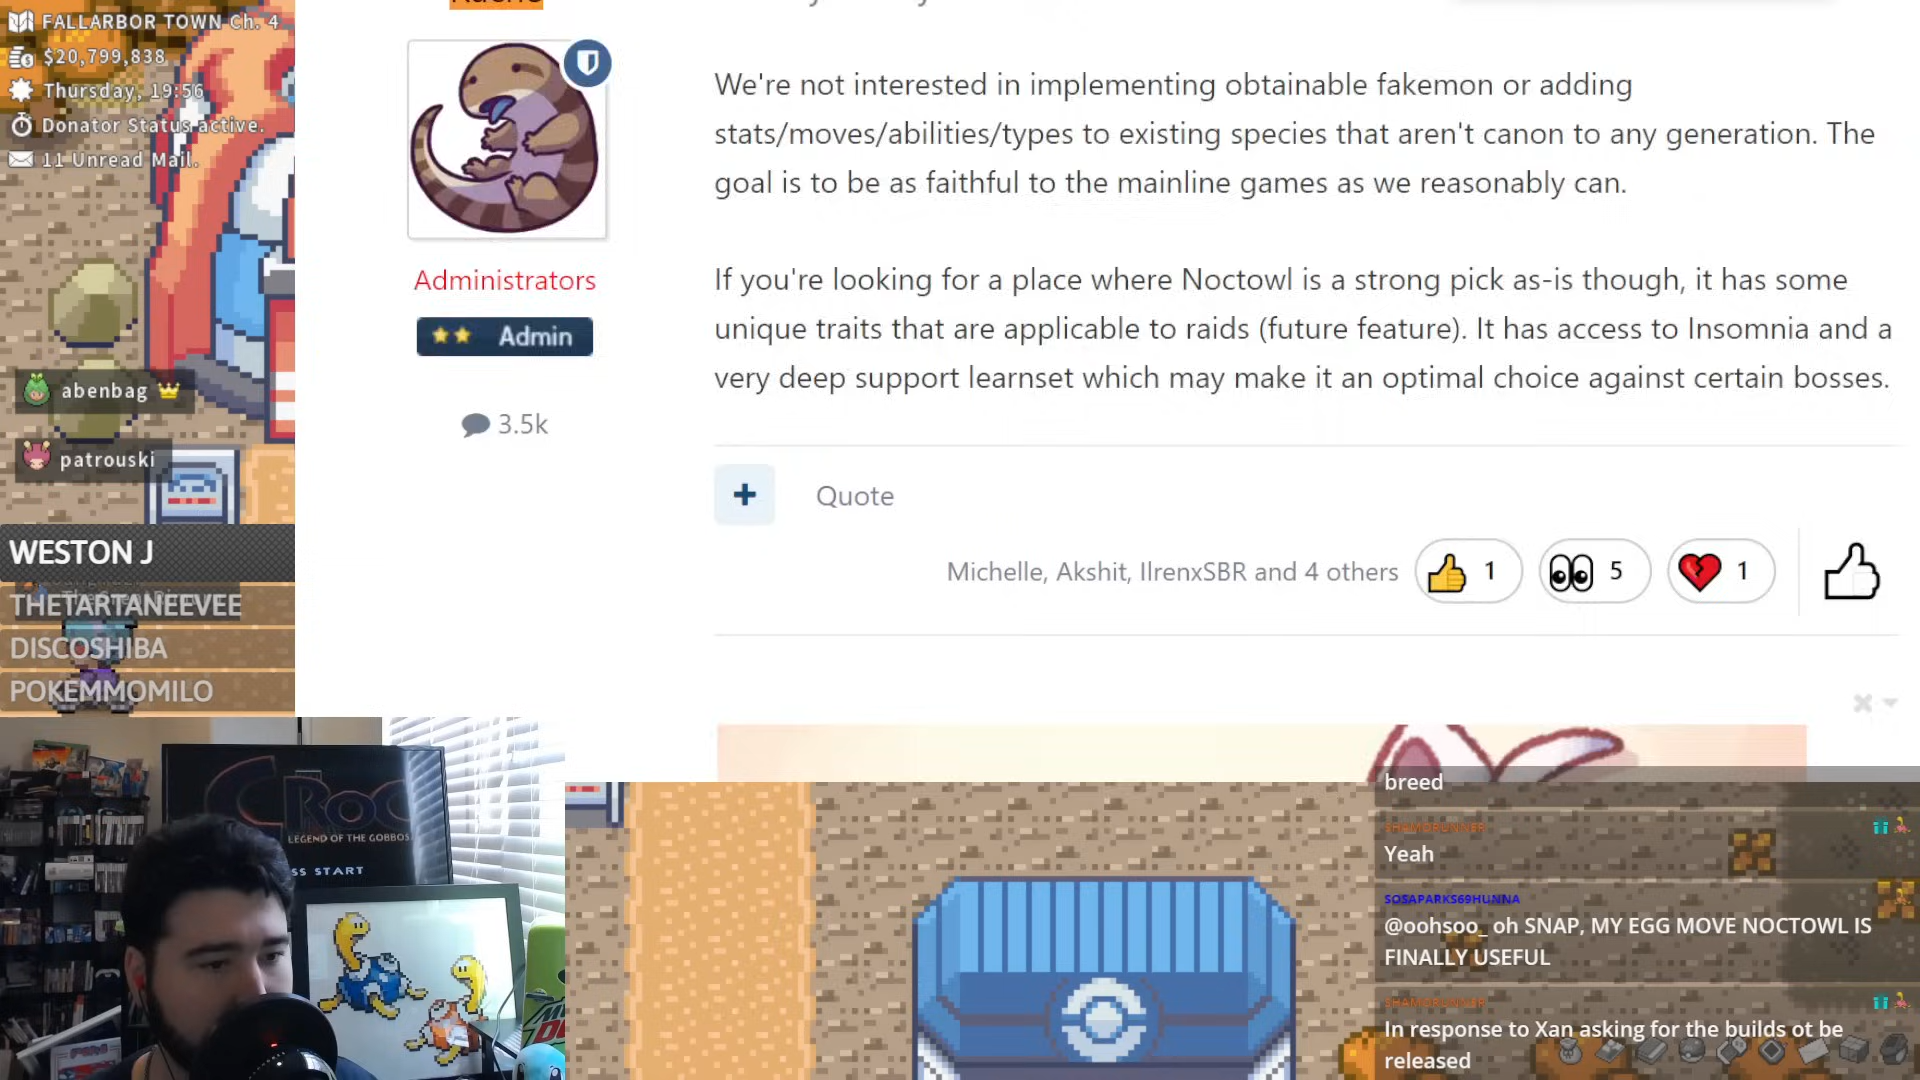 FALLARBOR TOWN Ch. 4
$20,799,838
Thursday, 19:56
Donator Status active.
11 Unread Mail.
abenbag
patrouski
WESTON J
THETARTANEEVEE
DISCOSHIBA
POKEMMOMILO
Administrators
Admin
3.5k
We're not interested in implementing obtainable fakemon or adding
stats/moves/abilities/types to existing species that aren't canon to any generation. The
goal is to be as faithful to the mainline games as we reasonably can.
If you're looking for a place where Noctowl is a strong pick as-is though, it has some
unique traits that are applicable to raids (future feature). It has access to Insomnia and a
very deep support learnset which may make it an optimal choice against certain bosses.
Quote
Michelle, Akshit, IlrenxSBR and 4 others
1
5
1
CROC
LEGEND OF THE GOBBOS
SS START
breed
Yeah
SOSAPARKS69HUNNA
@oohsoo_ oh SNAP, MY EGG MOVE NOCTOWL IS
FINALLY USEFUL
In response to Xan asking for the builds ot be
released